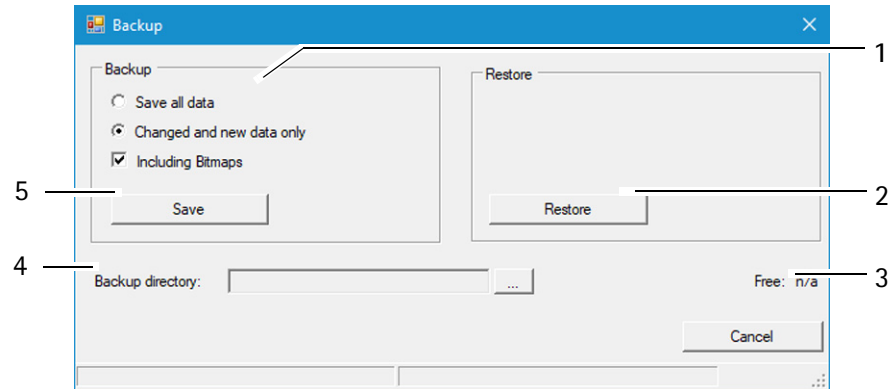 Backup
1
Backup
Restore
Save all data
Changed and new data only
Including Bitmaps
5
2
Save
Restore
4
3
Backup directory:
...
Free: n/a
Cancel